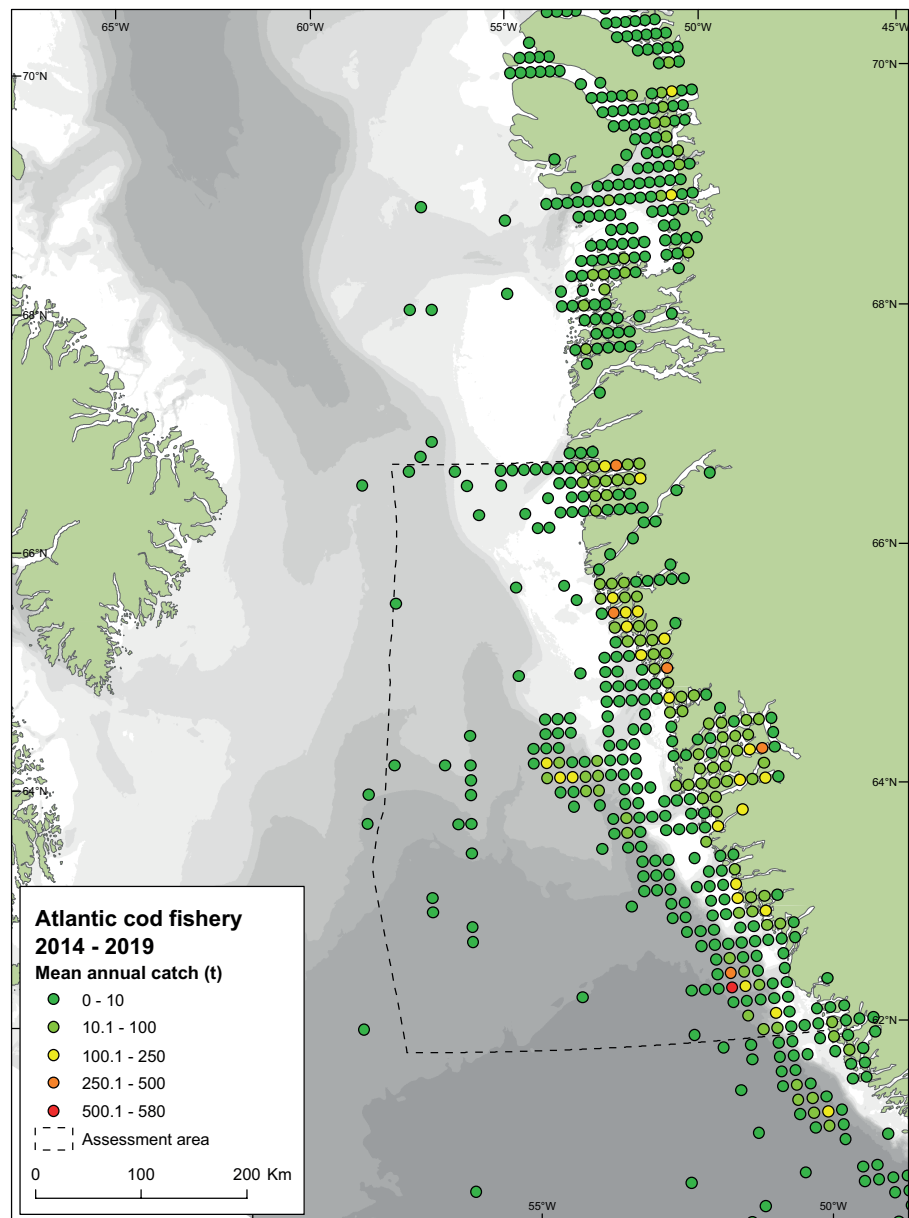 65°W 60°W 55°W 50°W 45°W
70°N 70°N
68°N 68°N
66°N 66°N
64°N 64°N
62°N
Atlantic cod fishery
2014 - 2019
Mean annual catch (t)
0 - 10
10.1 - 100
100.1 - 250
250.1 - 500
500.1 - 580
Assessment area
0 100 200 Km
55°W 50°W